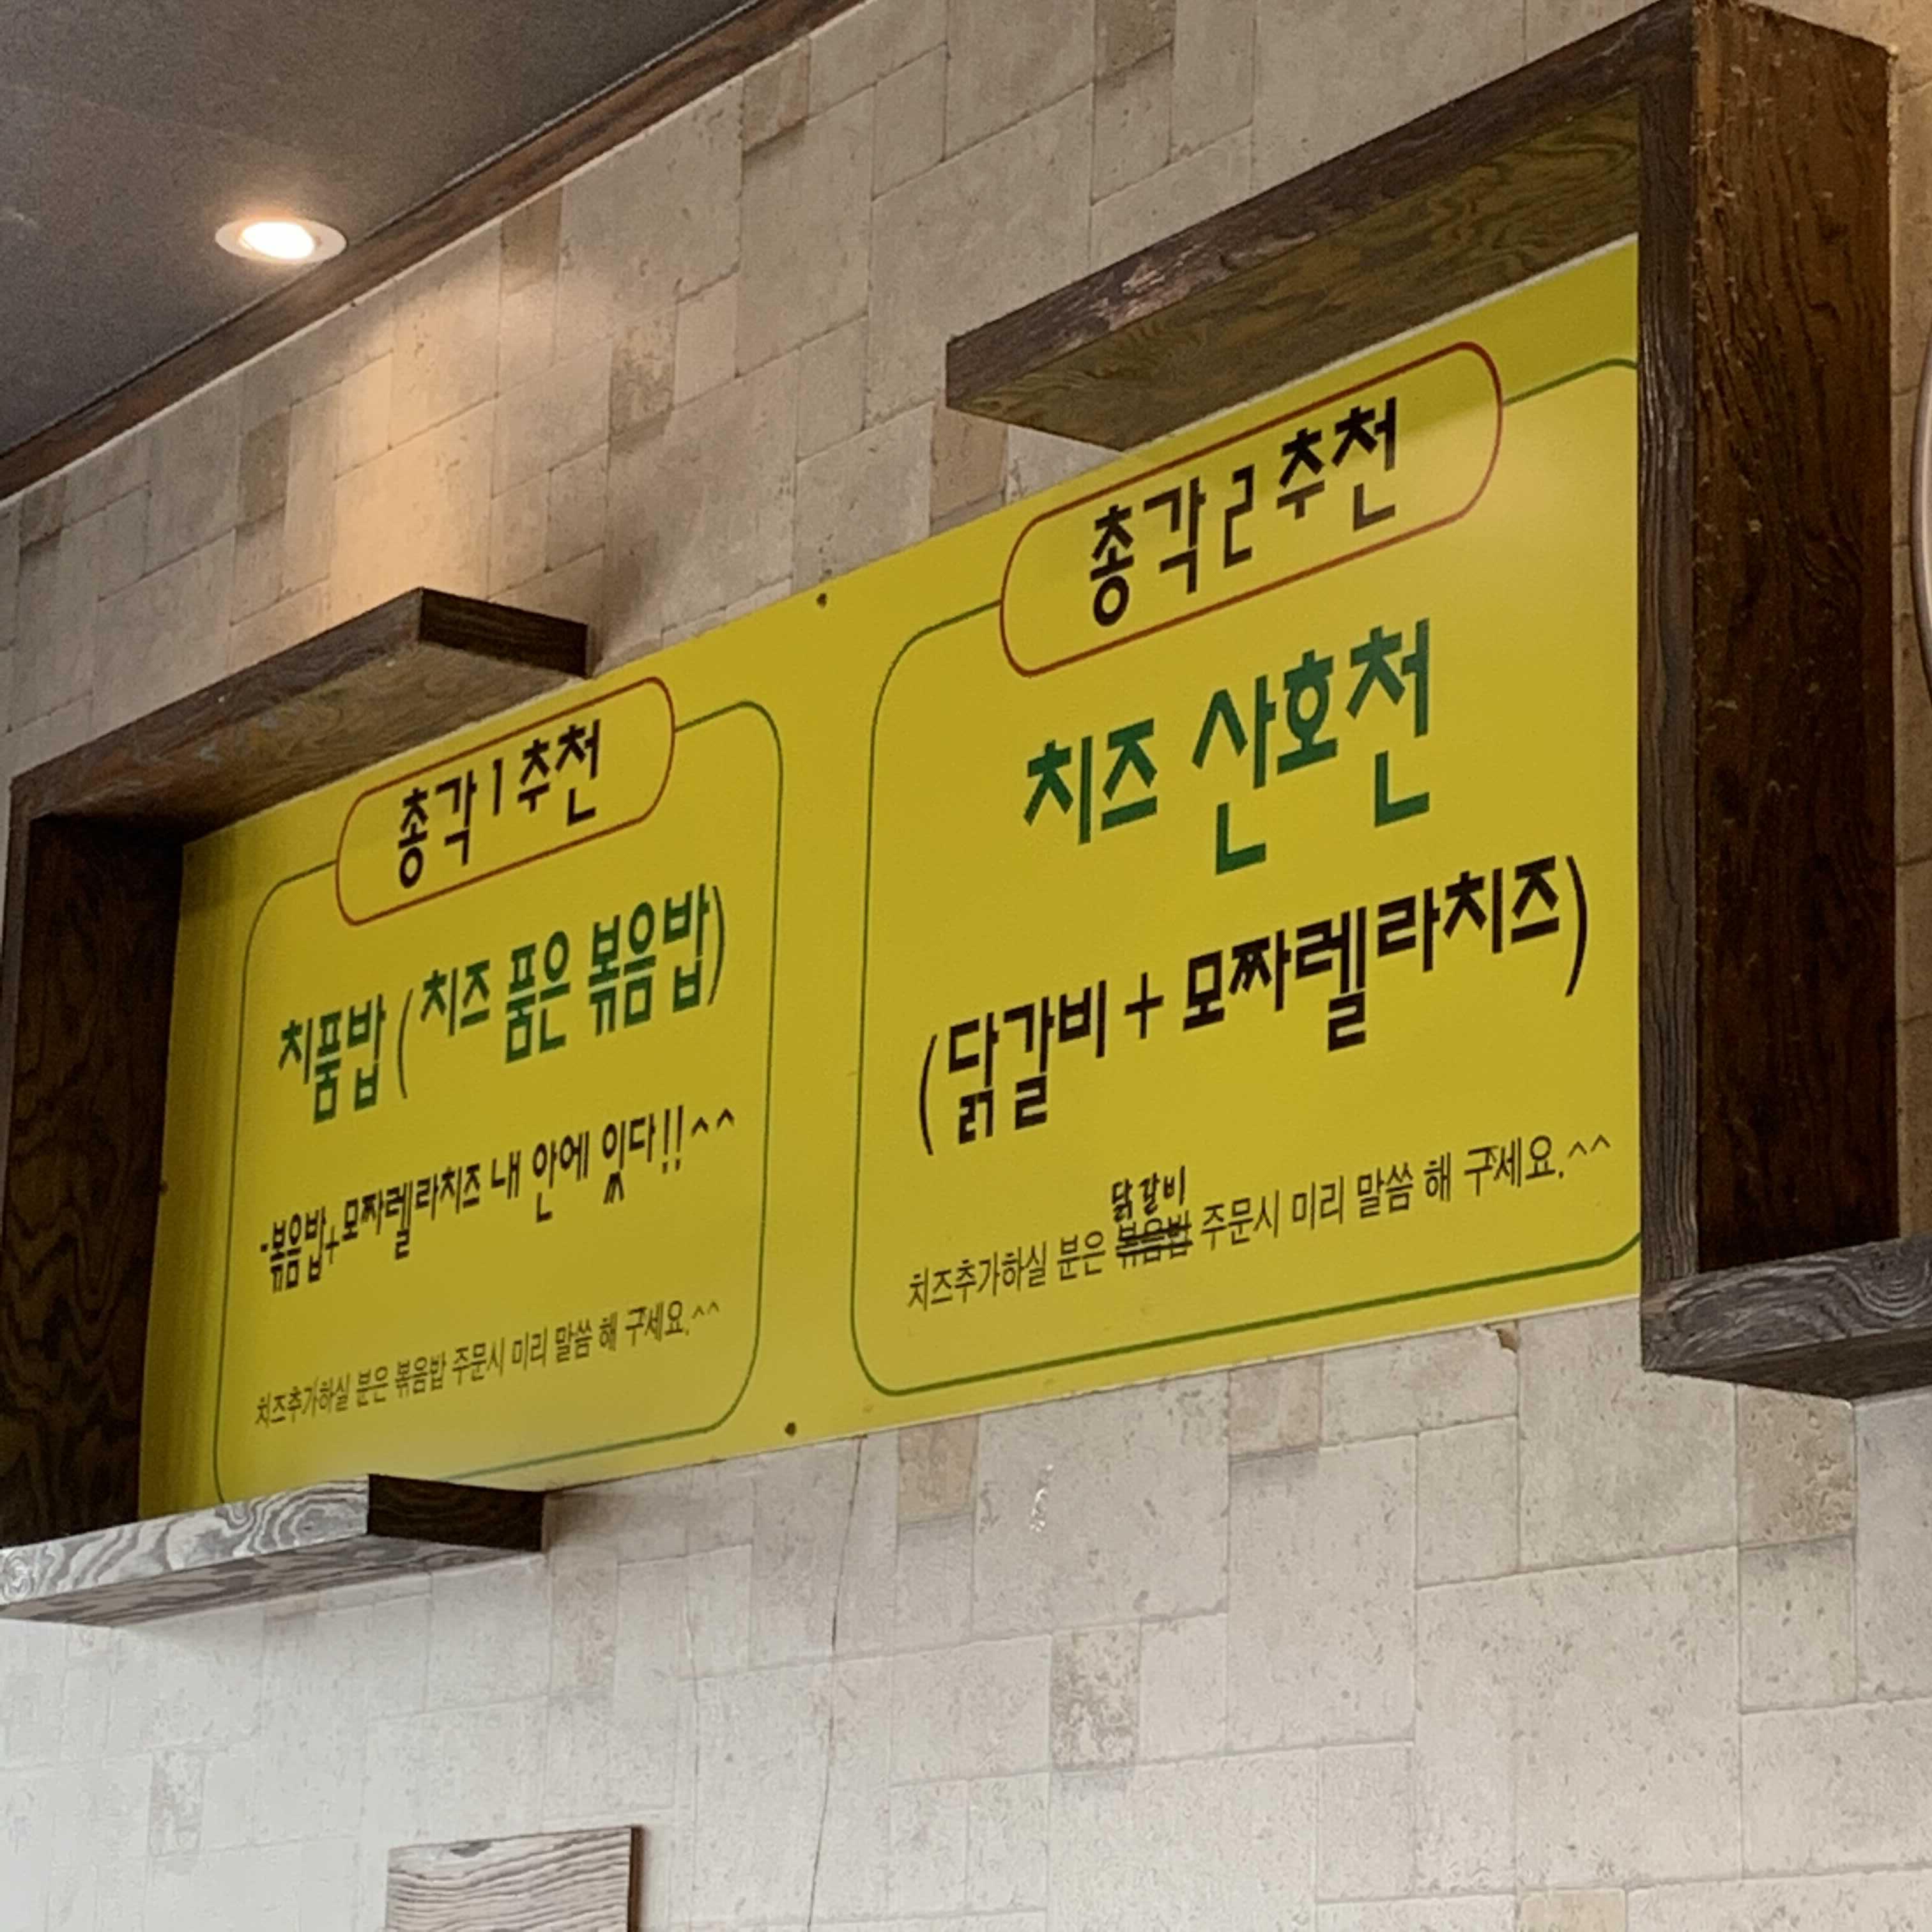 총각1추천
치품밥(치즈 품은 볶음밥)
-볶음밥+모짜렐라치즈 내 안에 있다!!^^
치즈추가하실 분은 볶음밥 주문시 미리 말씀 해 주세요.^^
총각2추천
치즈 산호천
(닭갈비+모짜렐라치즈)
닭갈비
치즈추가하실 분은 볶음밥 주문시 미리 말씀 해 주세요.^^